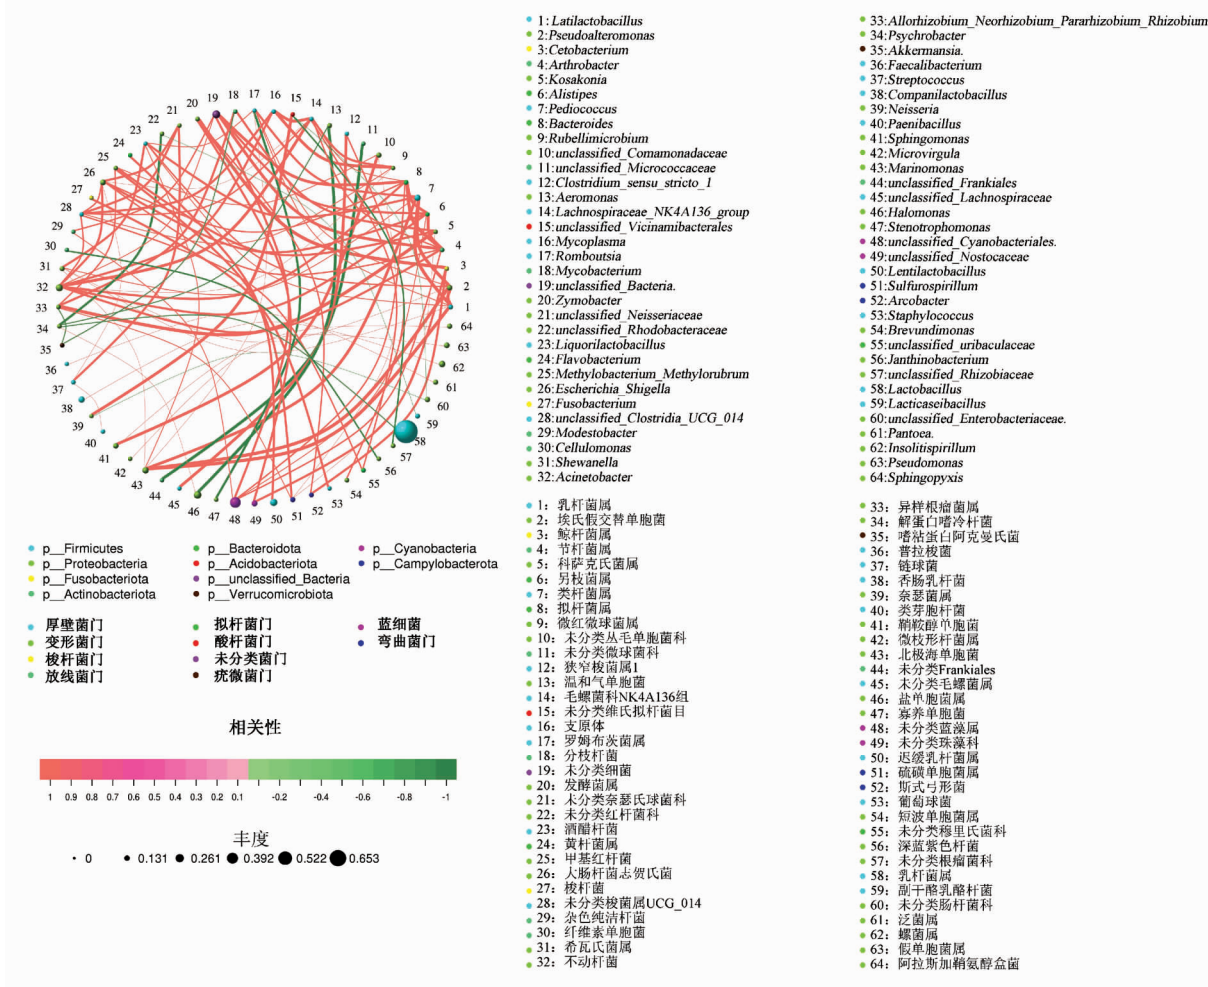 1
2
3
4
5
6
7
8
9
10
11
12
13
14
15
16
17
18
19
20
21
22
23
24
25
26
27
28
29
30
31
32
33
34
35
36
37
38
39
40
41
42
43
44
45
46
47
48
49
50
51
52
53
54
55
56
57
58
59
60
61
62
63
64
p__Firmicutes
p__Proteobacteria
p__Fusobacteriota
p__Actinobacteriota
p__Bacteroidota
p__Acidobacteriota
p__unclassified_Bacteria
p__Verrucomicrobiota
p__Cyanobacteria
p__Campylobacterota
厚壁菌门
变形菌门
梭杆菌门
放线菌门
拟杆菌门
酸杆菌门
未分类菌门
疣微菌门
蓝细菌
弯曲菌门
相关性
1 0.9 0.8 0.7 0.6 0.5 0.4 0.3 0.2 0.1 -0.2 -0.4 -0.6 -0.8 -1
丰度
0 0.131 0.261 0.392 0.522 0.653
1: Latilactobacillus
2:Pseudoalteromonas
3:Cetobacterium
4:Arthrobacter
5:Kosakonia
6:Alistipes
7:Pediococcus
8:Bacteroides
9:Rubellimicrobium
10:unclassified_Comamonadaceae
11:unclassified_Micrococcaceae
12:Clostridium_sensu_stricto_1
13:Aeromonas
14:Lachnospiraceae_NK4A136_group
15:unclassified_Vicinamibacterales
16:Mycoplasma
17:Romboutsia
18:Mycobacterium
19:unclassified_Bacteria.
20:Zymobacter
21:unclassified_Neisseriaceae
22:unclassified_Rhodobacteraceae
23:Liquorilactobacillus
24:Flavobacterium
25:Methylobacterium_Methylorubrum
26:Escherichia_Shigella
27:Fusobacterium
28:unclassified_Clostridia_UCG_014
29:Modestobacter
30:Cellulomonas
31:Shewanella
32:Acinetobacter
33:Allorhizobium_Neorhizobium_Pararhizobium_Rhizobium
34:Psychrobacter
35:Akkermansia.
36:Faecalibacterium
37:Streptococcus
38:Companilactobacillus
39:Neisseria
40:Paenibacillus
41:Sphingomonas
42:Microvirgula
43:Marinomonas
44:unclassified_Frankiales
45:unclassified_Lachnospiraceae
46:Halomonas
47:Stenotrophomonas
48:unclassified_Cyanobacteriales.
49:unclassified_Nostocaceae
50:Lentilactobacillus
51:Sulfurospirillum
52:Arcobacter
53:Staphylococcus
54:Brevundimonas
55:unclassified_uribaculaceae
56:Janthinobacterium
57:unclassified_Rhizobiaceae
58:Lactobacillus
59:Lacticaseibacillus
60:unclassified_Enterobacteriaceae.
61:Pantoea.
62:Insolitispirillum
63:Pseudomonas
64:Sphingopyxis
1：乳杆菌属
2：埃氏假交替单胞菌
3：鲸杆菌属
4：节杆菌属
5：科萨克氏菌属
6：另枝菌属
7：类杆菌属
8：拟杆菌属
9：微红微球菌属
10：未分类丛毛单胞菌科
11：未分类微球菌科
12：狭窄梭菌属1
13：温和气单胞菌
14：毛螺菌科NK4A136组
15：未分类维氏拟杆菌目
16：支原体
17：罗姆布茨菌属
18：分枝杆菌
19：未分类细菌
20：发酵菌属
21：未分类奈瑟氏球菌科
22：未分类红杆菌科
23：酒醋杆菌
24：黄杆菌属
25：甲基红杆菌
26：大肠杆菌志贺氏菌
27：梭杆菌
28：未分类梭菌属UCG_014
29：杂色纯洁杆菌
30：纤维素单胞菌
31：希瓦氏菌属
32：不动杆菌
33：异样根瘤菌属
34：解蛋白嗜冷杆菌
35：嗜粘蛋白阿克曼氏菌
36：普拉梭菌
37：链球菌
38：香肠乳杆菌
39：奈瑟菌属
40：类芽胞杆菌
41：鞘鞍醇单胞菌
42：微枝形杆菌属
43：北极海单胞菌
44：未分类Frankiales
45：未分类毛螺菌属
46：盐单胞菌属
47：寡养单胞菌
48：未分类蓝藻属
49：未分类珠藻科
50：迟缓乳杆菌属
51：硫磺单胞菌属
52：斯式弓形菌
53：葡萄球菌
54：短波单胞菌属
55：未分类穆里氏菌科
56：深蓝紫色杆菌
57：未分类根瘤菌科
58：乳杆菌属
59：副干酪乳酪杆菌
60：未分类肠杆菌科
61：泛菌属
62：螺菌属
63：假单胞菌属
64：阿拉斯加鞘氨醇盒菌